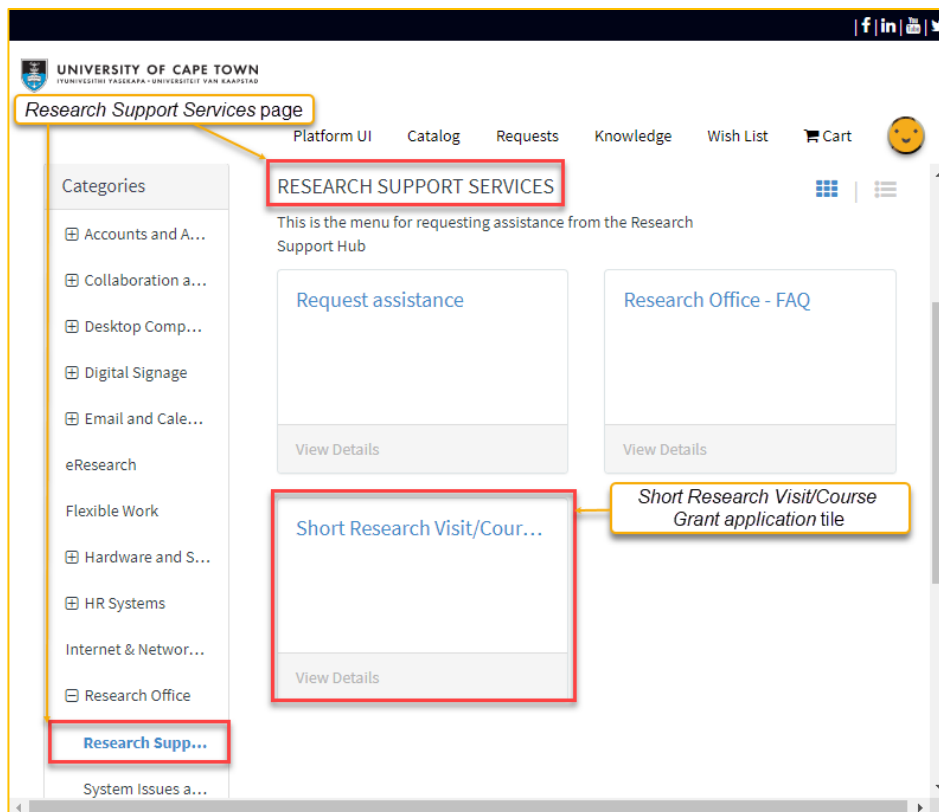 f in You
UNIVERSITY OF CAPE TOWN
IYUNIVESITHI YASEKAPA • UNIVERSITEIT VAN KAAPSTAD
Research Support Services page
Platform UI Catalog Requests Knowledge Wish List Cart
Categories
Accounts and A...
Collaboration a...
Desktop Comp...
Digital Signage
Email and Cale...
eResearch
Flexible Work
Hardware and S...
HR Systems
Internet & Networ...
Research Office
Research Supp...
System Issues a...
RESEARCH SUPPORT SERVICES
This is the menu for requesting assistance from the Research
Support Hub
Request assistance
View Details
Research Office - FAQ
View Details
Short Research Visit/Cour...
View Details
Short Research Visit/Course
Grant application tile